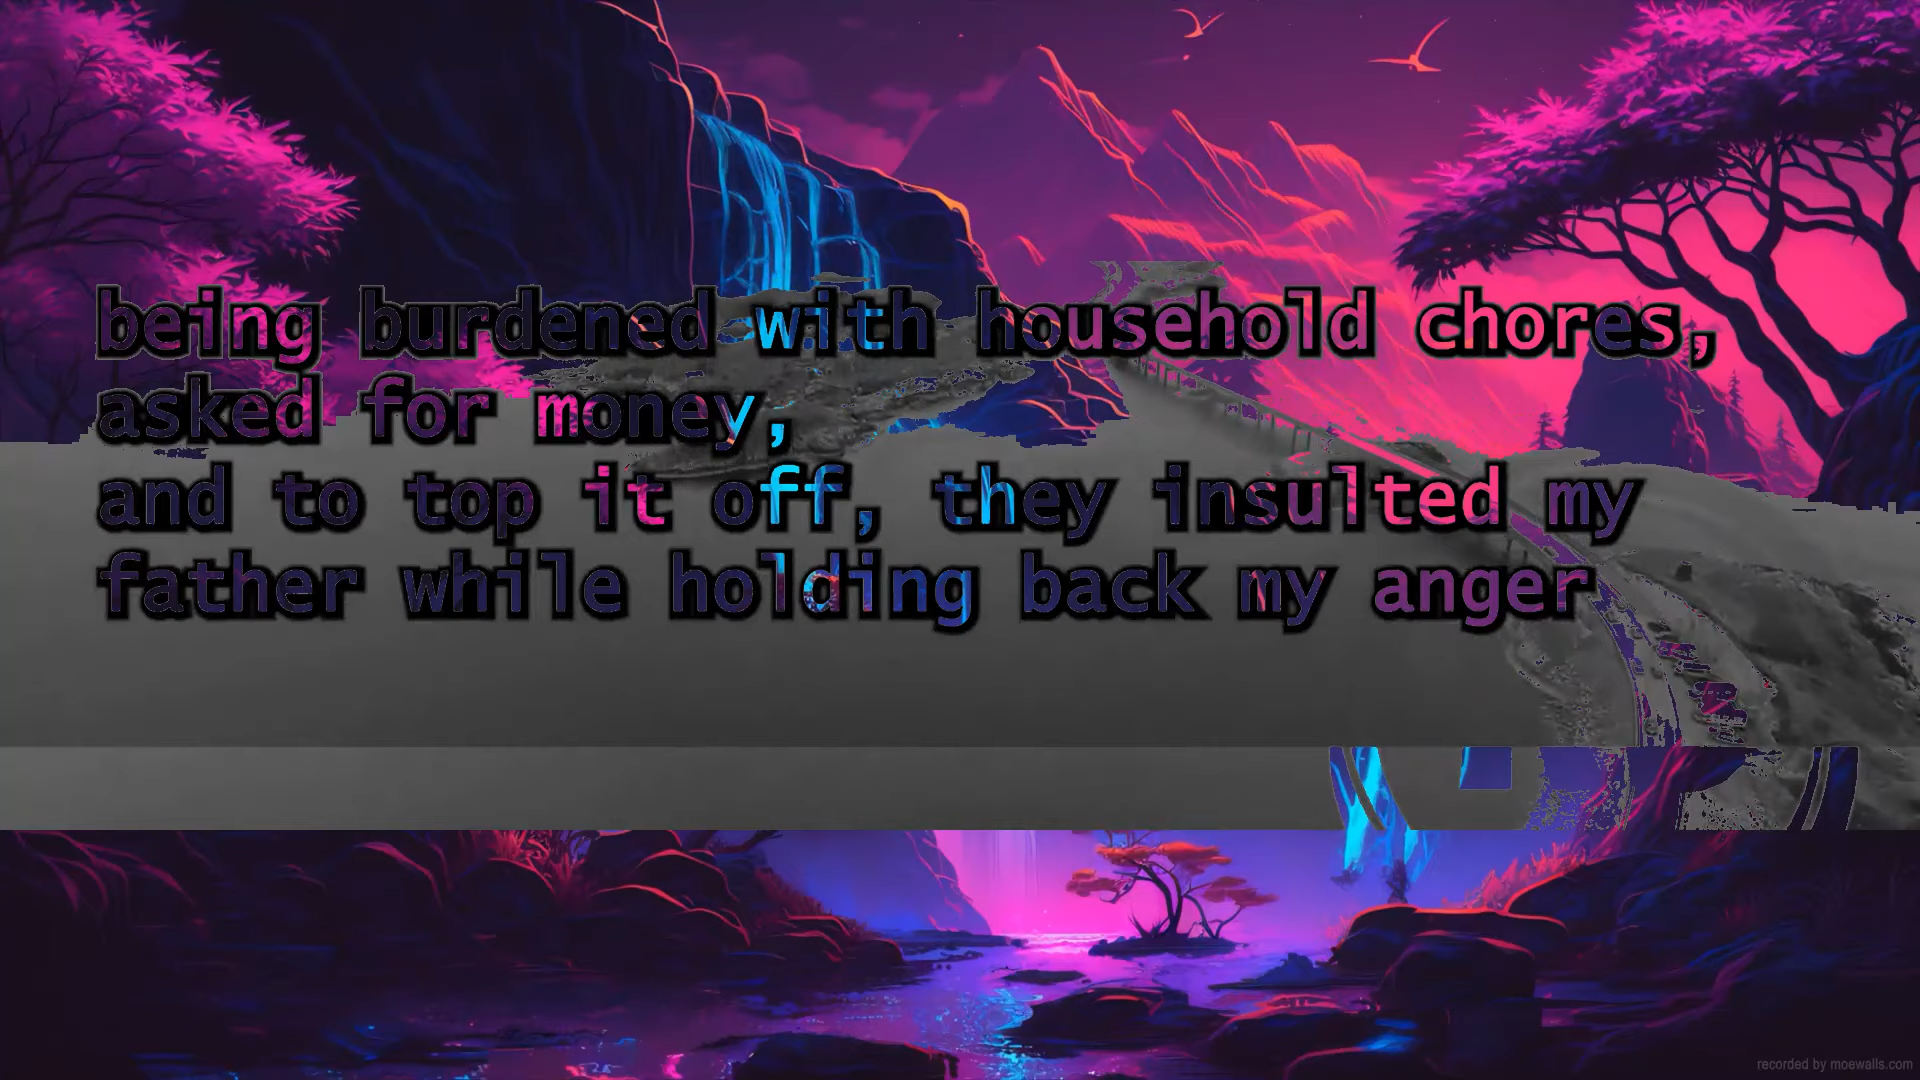 being burdened with household chores,
asked for money,
and to top it off, they insulted my
father while holding back my anger
recorded by moewalls.com